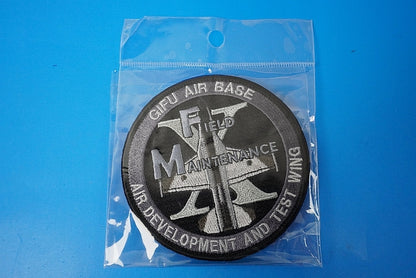 GIFU AIR BASE
FIELD
MAINTENANCE
AIR DEVELOPMENT AND TEST WING